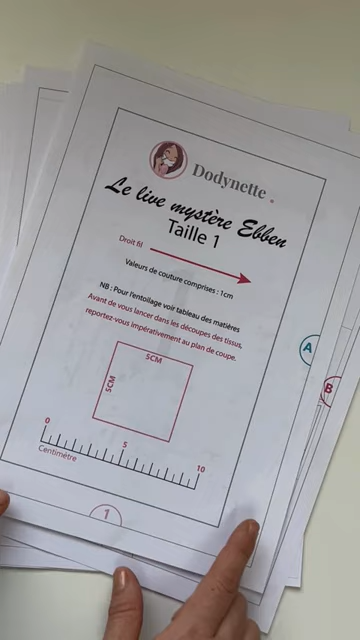 Dodynette.
Le live mystère Ebben
Taille 1
Droit fil
Valeurs de couture comprises : 1cm
NB : Pour l'entoilage voir tableau des matières
Avant de vous lancer dans les découpes des tissus,
reportez-vous impérativement au plan de coupe.
5CM
5CM
A
B
0
5
10
Centimètre
1